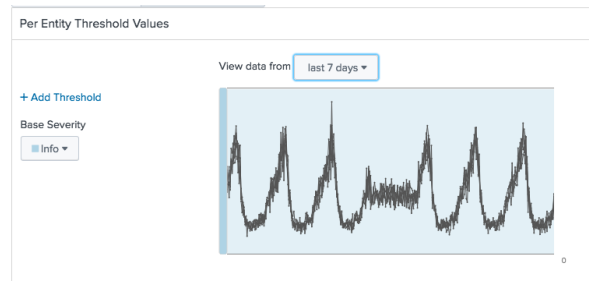 Per Entity Threshold Values
View data from last 7 days
+ Add Threshold
Base Severity
Info
0